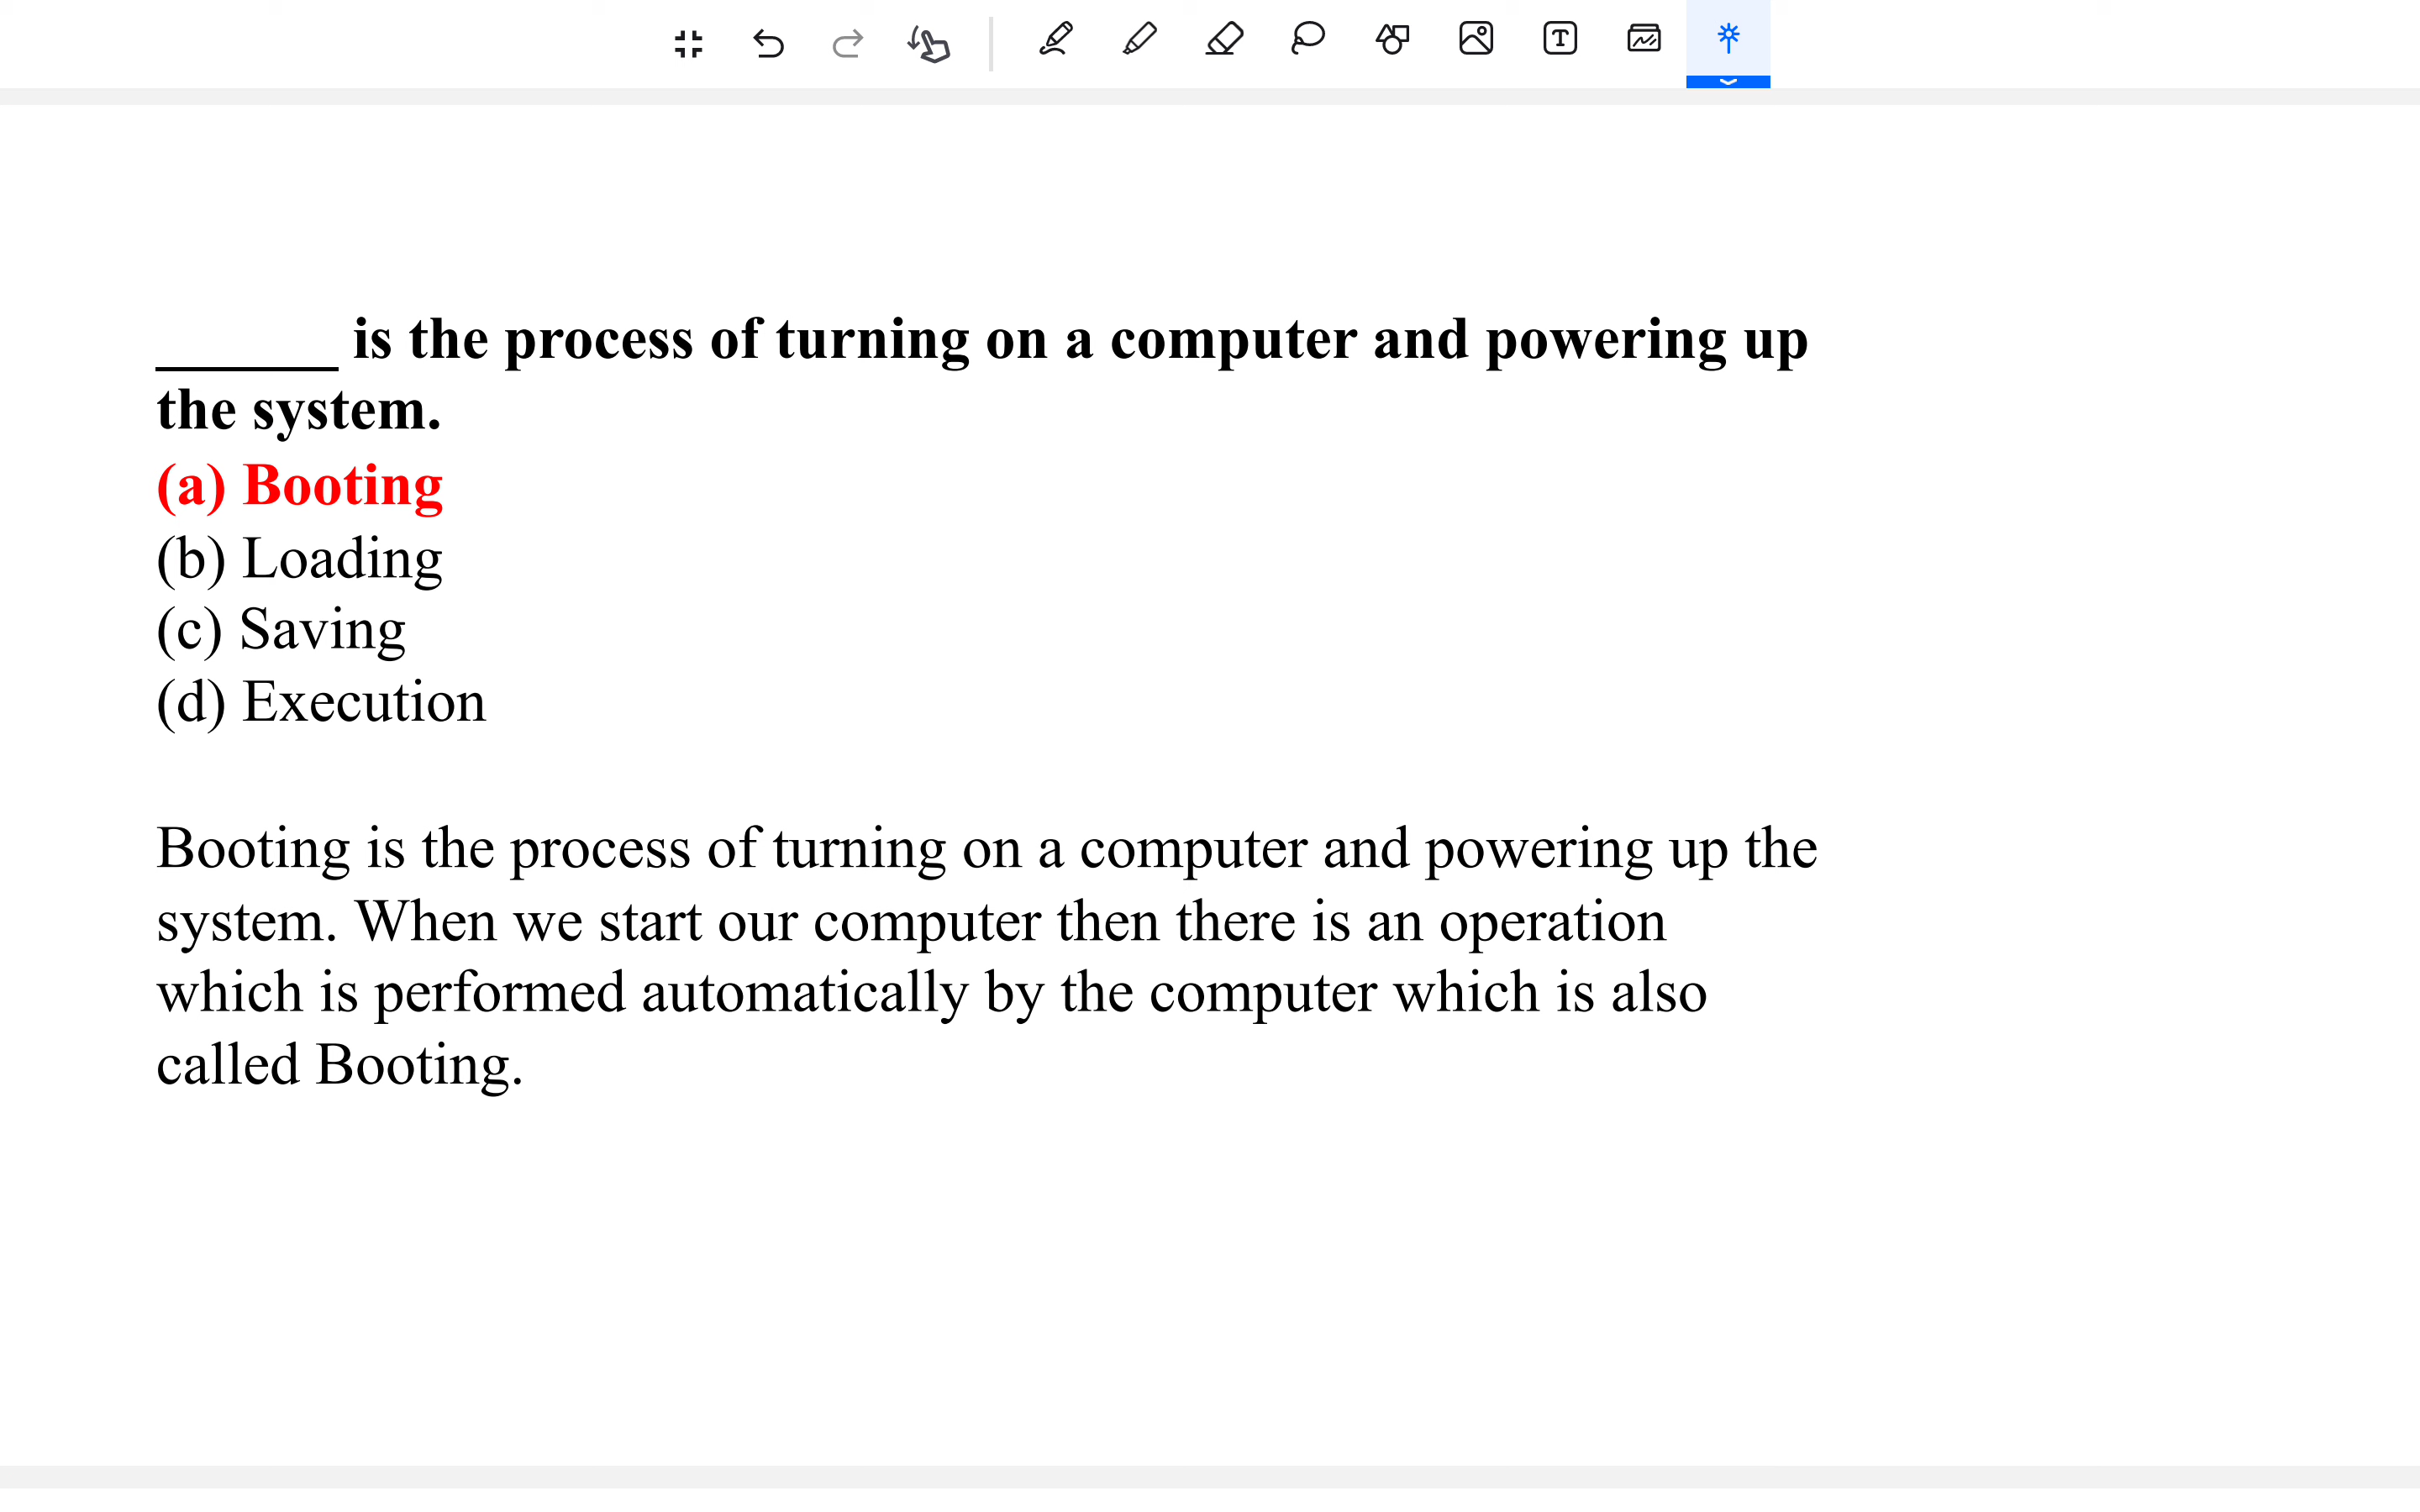 _______ is the process of turning on a computer and powering up
the system.
(a) Booting
(b) Loading
(c) Saving
(d) Execution
Booting is the process of turning on a computer and powering up the
system. When we start our computer then there is an operation
which is performed automatically by the computer which is also
called Booting.